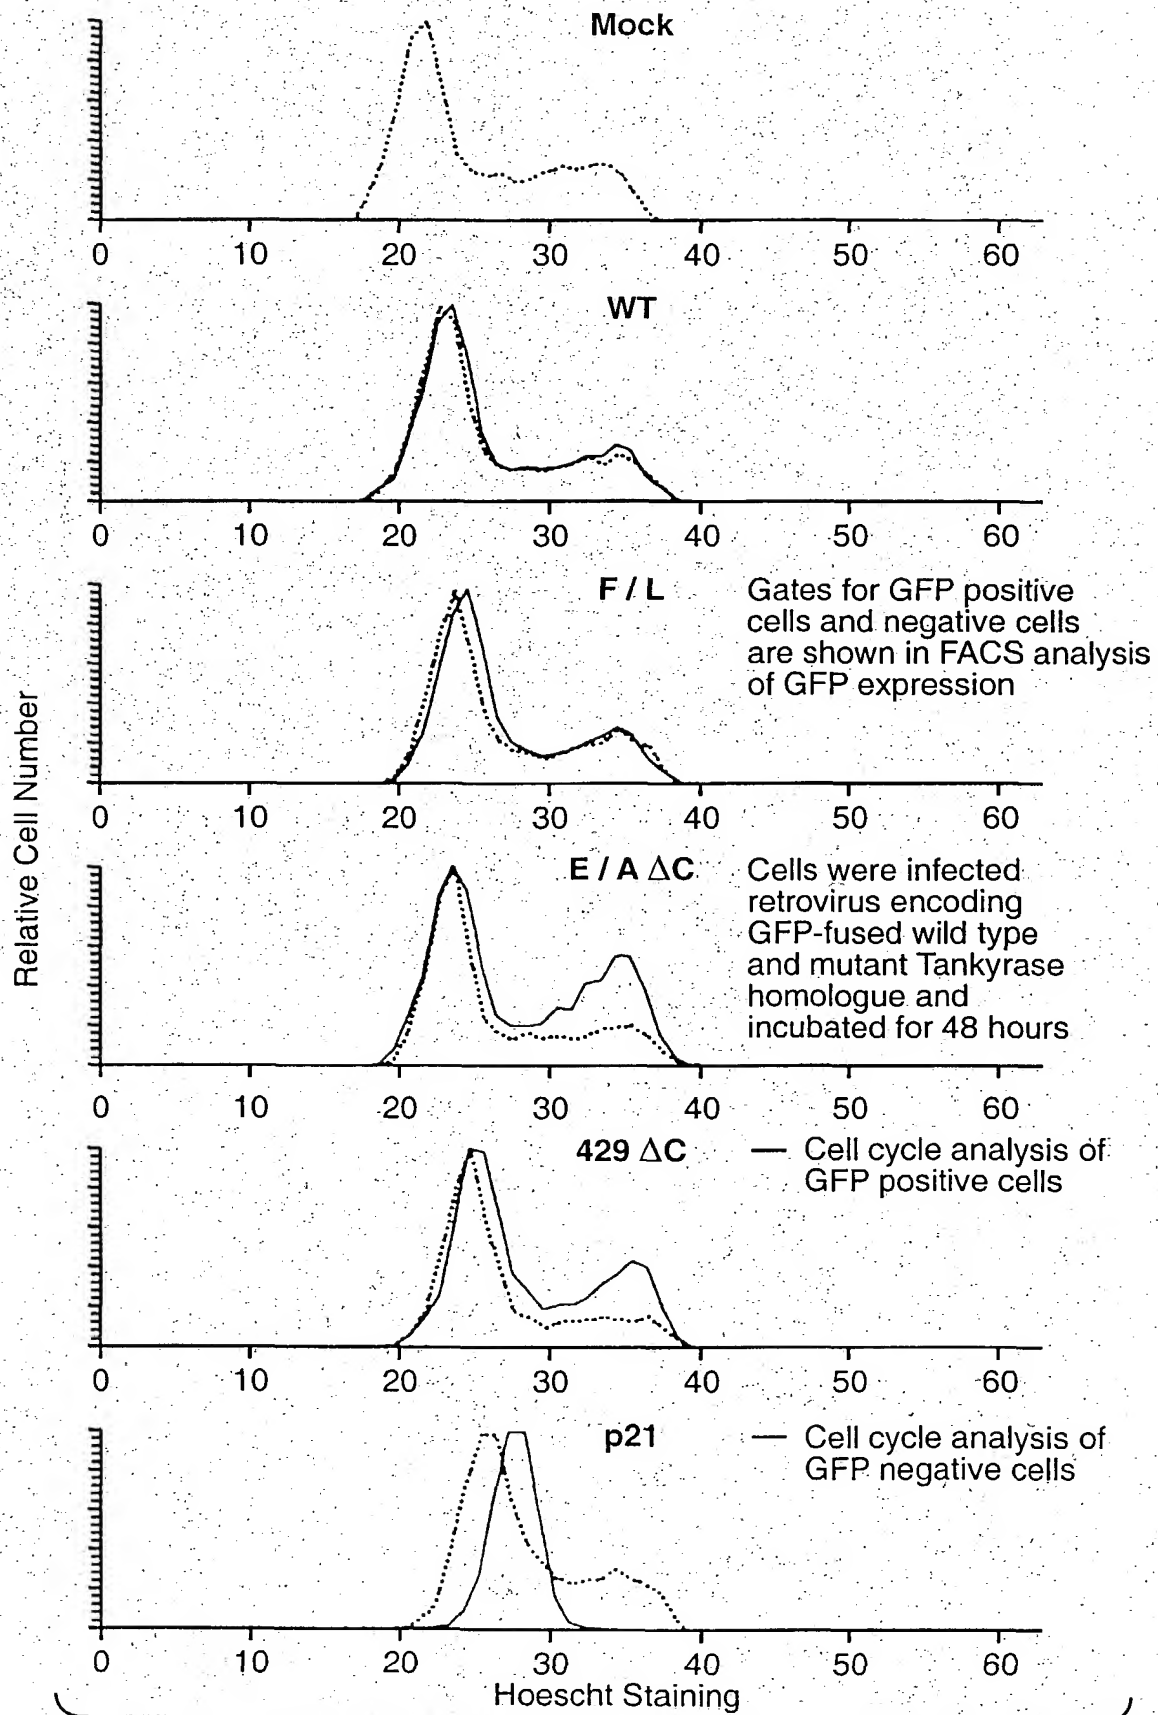 Mock
0 10 20 30 40 50 60
WT
0 10 20 30 40 50 60
F / L
Gates for GFP positive
cells and negative cells
are shown in FACS analysis
of GFP expression
0 10 20 30 40 50 60
E / A ΔC
Cells were infected
retrovirus encoding
GFP-fused wild type
and mutant Tankyrase
homologue and
incubated for 48 hours
0 10 20 30 40 50 60
429 ΔC
— Cell cycle analysis of
GFP positive cells
0 10 20 30 40 50 60
p21
— Cell cycle analysis of
GFP negative cells
0 10 20 30 40 50 60
Hoescht Staining
Relative Cell Number